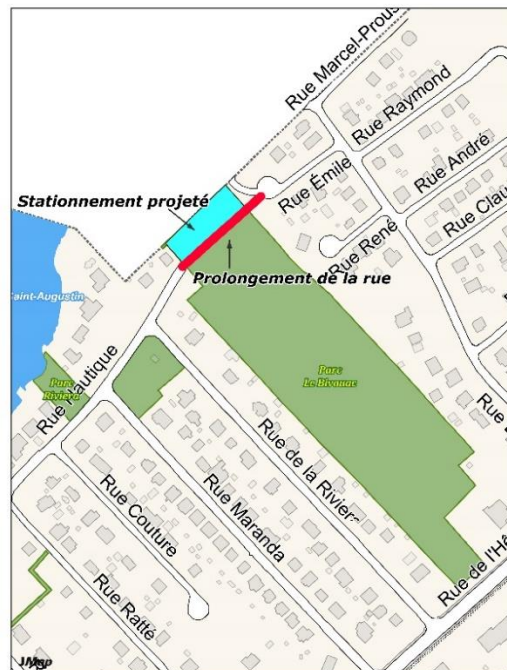 Rue Marcel-Prous
Rue Raymond
Rue André
Rue Émile
Rue Clau
Stationnement projeté
Rue René
Prolongement de la rue
Saint-Augustin
Parc
Riviera
Rue Nautique
Parc
Le Bivouac
Rue de la Rivier
Rue Maranda
Rue Couture
Rue Ratté
Rue de l'Hê
JMap